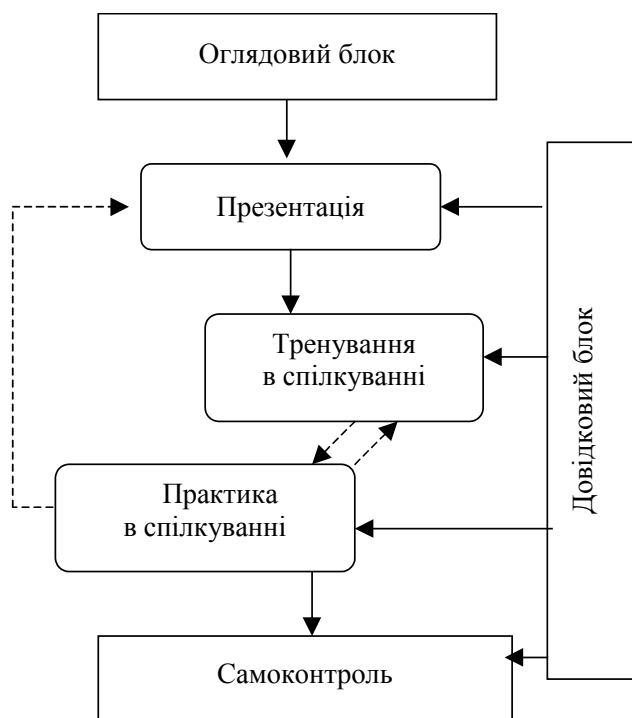 Оглядовий блок
Презентація
Тренування
в спілкуванні
Практика
в спілкуванні
Самоконтроль
Довідковий блок